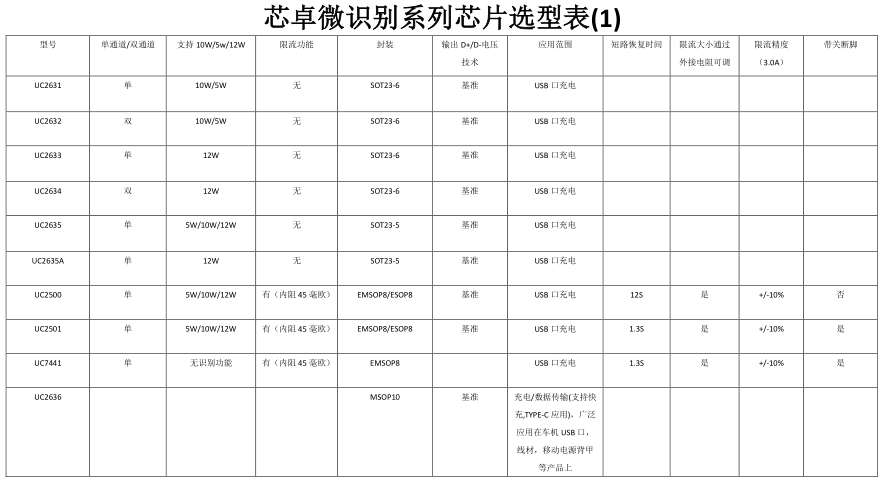 芯卓微识别系列芯片选型表(1)
型号 单通道/双通道 支持 10W/5w/12W 限流功能 封装 输出 D+/D-电压技术 应用范围 短路恢复时间 限流大小通过外接电阻可调 限流精度（3.0A） 带关断脚
UC2631 单 10W/5W 无 SOT23-6 基准 USB 口充电
UC2632 双 10W/5W 无 SOT23-6 基准 USB 口充电
UC2633 单 12W 无 SOT23-6 基准 USB 口充电
UC2634 双 12W 无 SOT23-6 基准 USB 口充电
UC2635 单 5W/10W/12W 无 SOT23-5 基准 USB 口充电
UC2635A 单 12W 无 SOT23-5 基准 USB 口充电
UC2500 单 5W/10W/12W 有（内阻 45 毫欧） EMSOP8/ESOP8 基准 USB 口充电 12S 是 +/-10% 否
UC2501 单 5W/10W/12W 有（内阻 45 毫欧） EMSOP8/ESOP8 基准 USB 口充电 1.3S 是 +/-10% 是
UC7441 单 无识别功能 有（内阻 45 毫欧） EMSOP8 USB 口充电 1.3S 是 +/-10% 是
UC2636 MSOP10 基准 充电/数据传输(支持快
充,TYPE-C 应用)，广泛
应用在车机 USB 口，
线材，移动电源背甲
等产品上